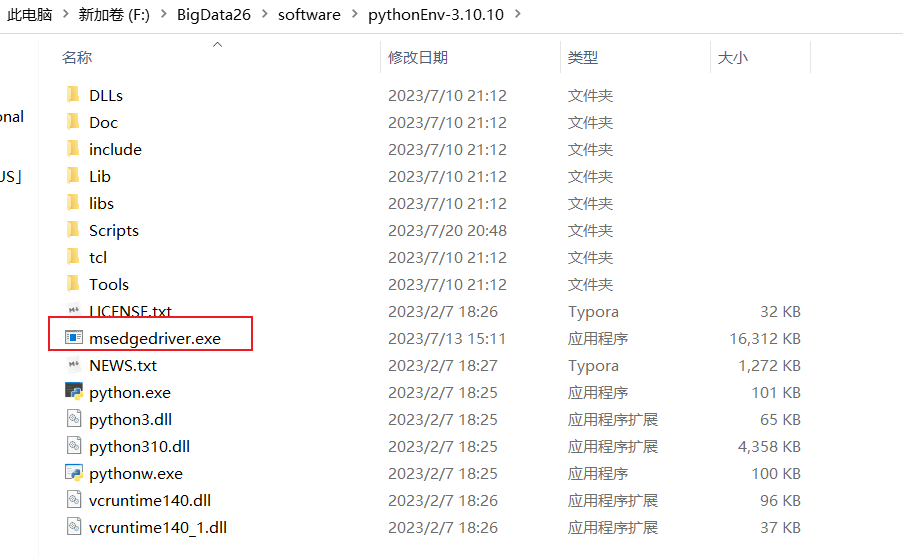 此电脑 > 新加卷 (F:) > BigData26 > software > pythonEnv-3.10.10 >
名称 修改日期 类型 大小
DLLs 2023/7/10 21:12 文件夹
onal
Doc 2023/7/10 21:12 文件夹
include 2023/7/10 21:12 文件夹
US」
Lib 2023/7/10 21:12 文件夹
libs 2023/7/10 21:12 文件夹
Scripts 2023/7/20 20:48 文件夹
tcl 2023/7/10 21:12 文件夹
Tools 2023/7/10 21:12 文件夹
LICENSE.txt 2023/2/7 18:26 Typora 32 KB
msedgedriver.exe 2023/7/13 15:11 应用程序 16,312 KB
NEWS.txt 2023/2/7 18:27 Typora 1,272 KB
python.exe 2023/2/7 18:25 应用程序 101 KB
python3.dll 2023/2/7 18:25 应用程序扩展 65 KB
python310.dll 2023/2/7 18:25 应用程序扩展 4,358 KB
pythonw.exe 2023/2/7 18:25 应用程序 100 KB
vcruntime140.dll 2023/2/7 18:26 应用程序扩展 96 KB
vcruntime140_1.dll 2023/2/7 18:26 应用程序扩展 37 KB